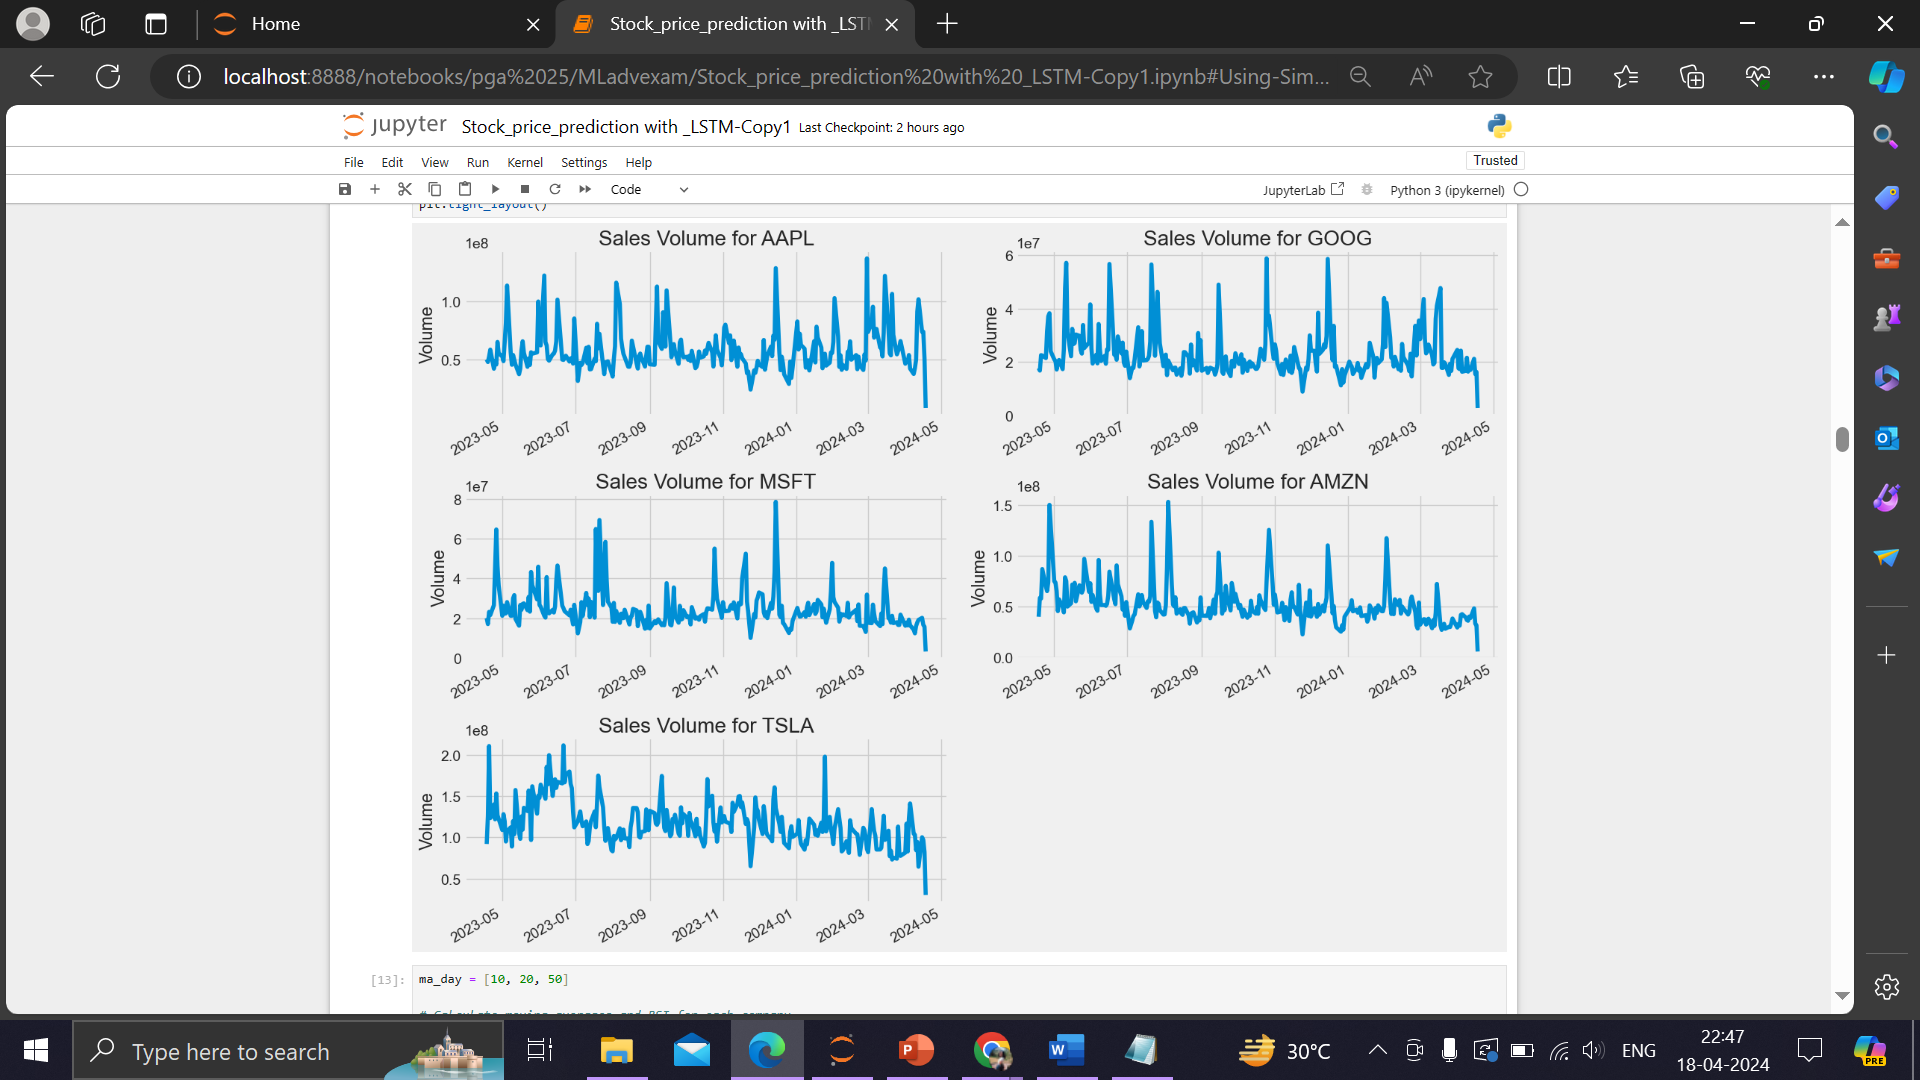 Home
Stock_price_prediction with _LST
localhost:8888/notebooks/pga%2025/MLadvexam/Stock_price_prediction%20with%20_LSTM-Copy1.ipynb#Using-Sim...
jupyter Stock_price_prediction with _LSTM-Copy1 Last Checkpoint: 2 hours ago
File Edit View Run Kernel Settings Help Trusted
Code JupyterLab Python 3 (ipykernel)
plt.tight_layout()
Sales Volume for AAPL
1e8
Volume
1.0
0.5
2023-05 2023-07 2023-09 2023-11 2024-01 2024-03 2024-05
Sales Volume for GOOG
1e7
Volume
6
4
2
0
2023-05 2023-07 2023-09 2023-11 2024-01 2024-03 2024-05
Sales Volume for MSFT
1e7
Volume
8
6
4
2
0
2023-05 2023-07 2023-09 2023-11 2024-01 2024-03 2024-05
Sales Volume for AMZN
1e8
Volume
1.5
1.0
0.5
0.0
2023-05 2023-07 2023-09 2023-11 2024-01 2024-03 2024-05
Sales Volume for TSLA
1e8
Volume
2.0
1.5
1.0
0.5
2023-05 2023-07 2023-09 2023-11 2024-01 2024-03 2024-05
[13]: ma_day = [10, 20, 50]
Type here to search
30°C
ENG
22:47
18-04-2024
PRE